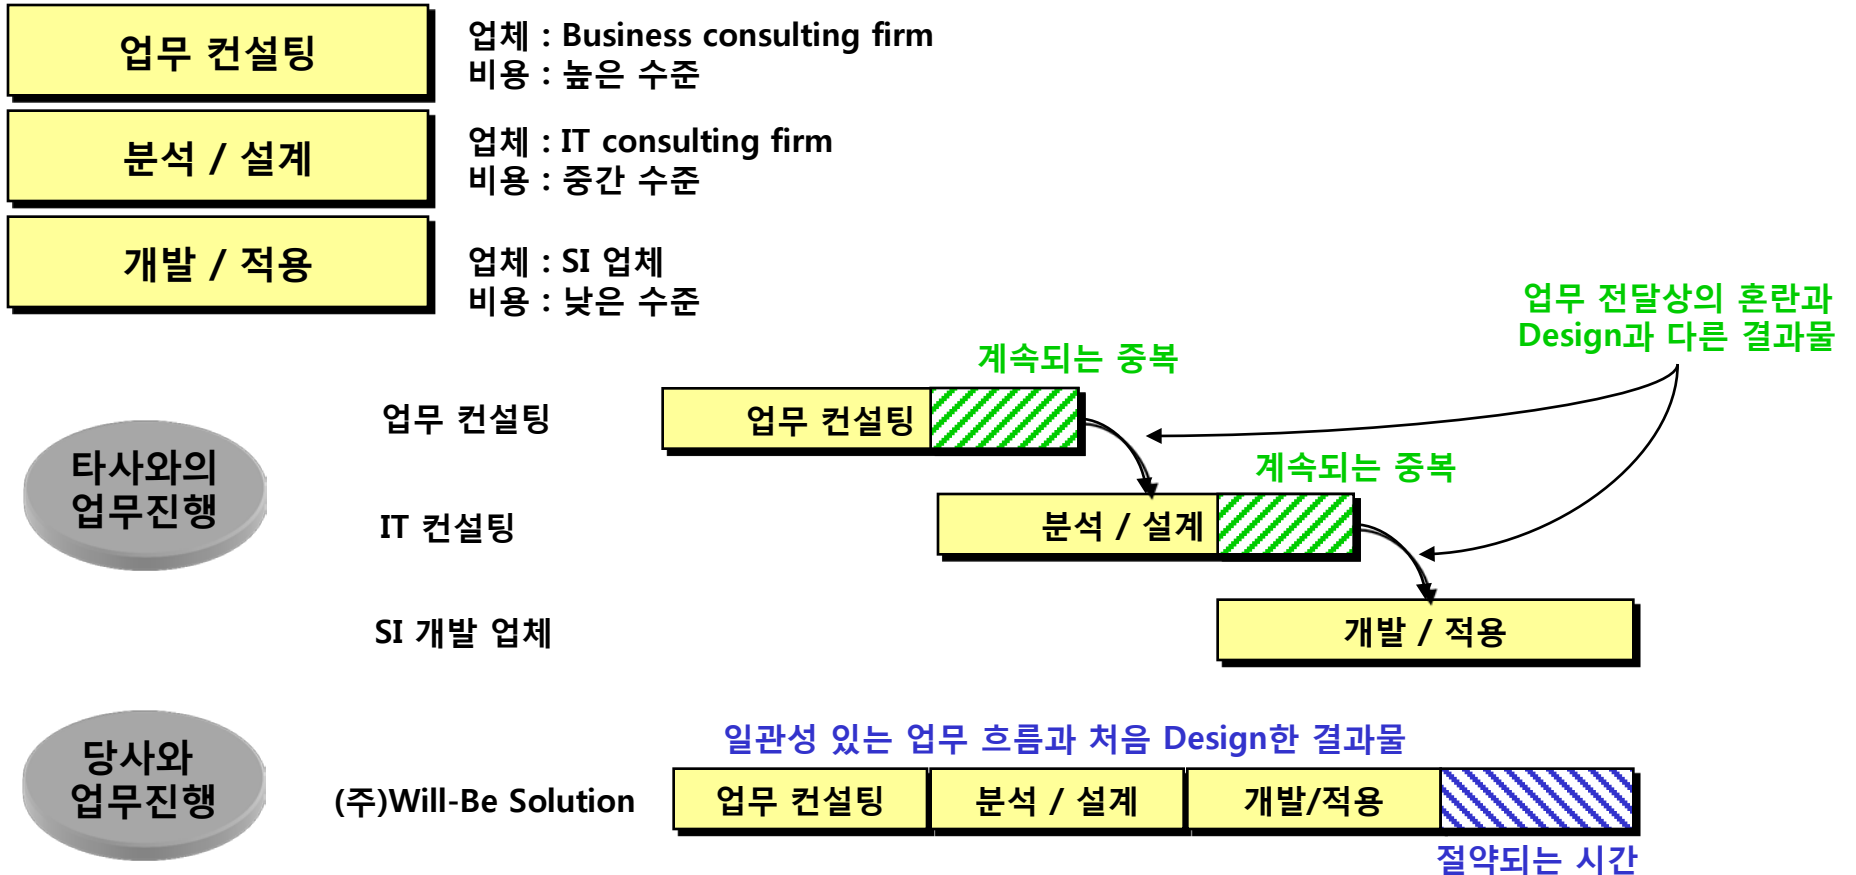 업무 컨설팅
업체 : Business consulting firm
비용 : 높은 수준
분석 / 설계
업체 : IT consulting firm
비용 : 중간 수준
개발 / 적용
업체 : SI 업체
비용 : 낮은 수준
업무 전달상의 혼란과
Design과 다른 결과물
계속되는 중복
타사와의
업무진행
업무 컨설팅
업무 컨설팅
계속되는 중복
IT 컨설팅
분석 / 설계
SI 개발 업체
개발 / 적용
당사와
업무진행
일관성 있는 업무 흐름과 처음 Design한 결과물
(주)Will-Be Solution
업무 컨설팅
분석 / 설계
개발/적용
절약되는 시간